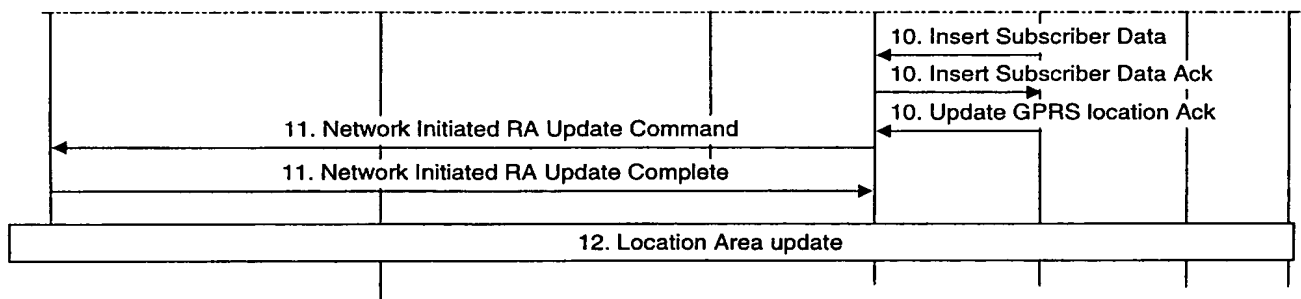 10. Insert Subscriber Data
10. Insert Subscriber Data Ack
10. Update GPRS location Ack
11. Network Initiated RA Update Command
11. Network Initiated RA Update Complete
12. Location Area update